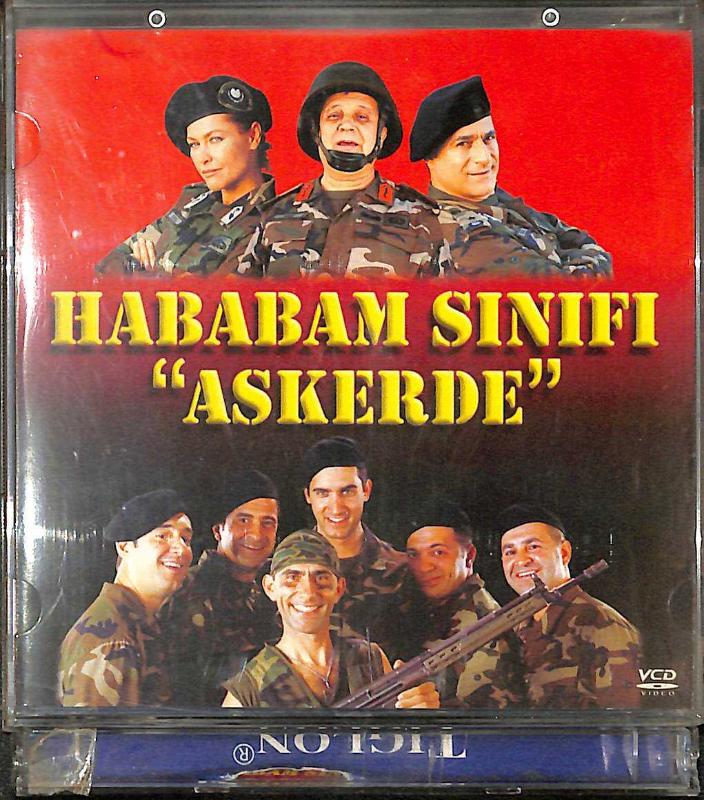 HABABAM SINIFI
“ASKERDE”
VCD
VIDEO
TIGLON®